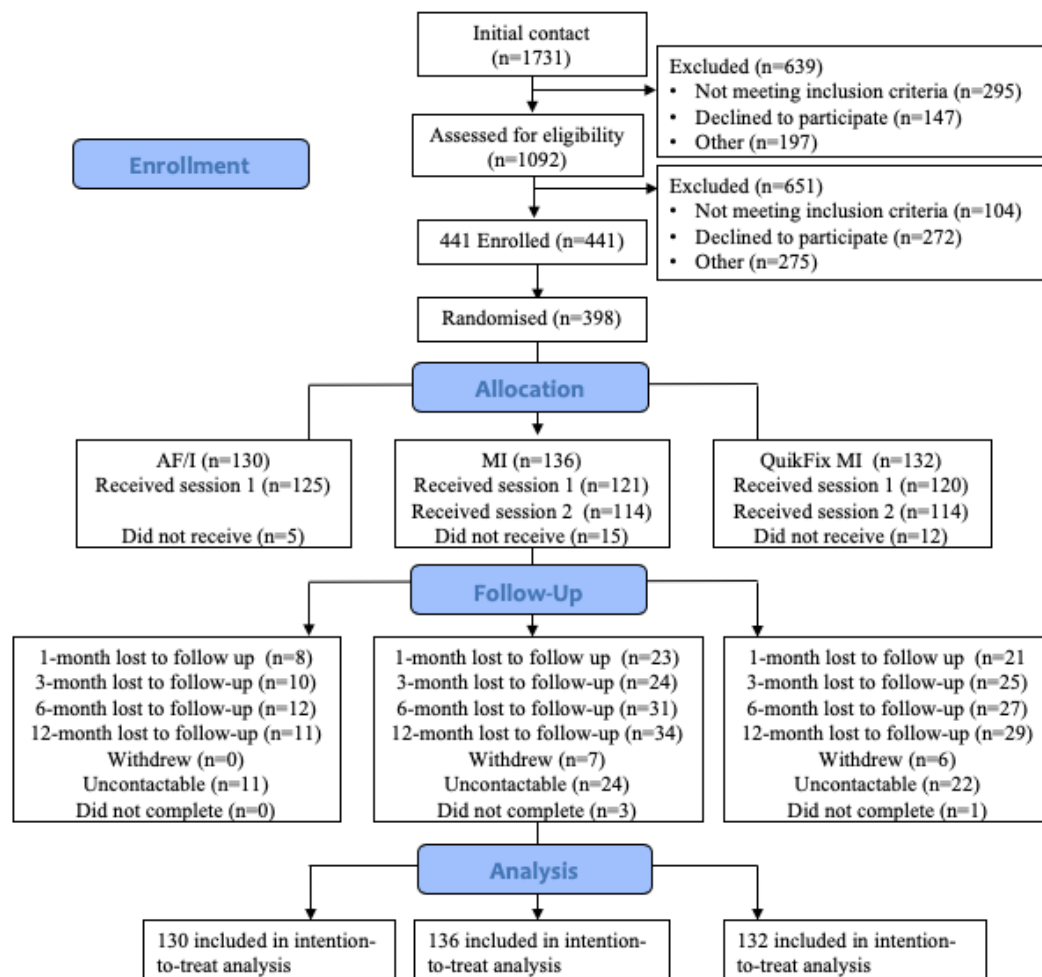 Initial contact
(n=1731)
Excluded (n=639)
• Not meeting inclusion criteria (n=295)
• Declined to participate (n=147)
• Other (n=197)
Assessed for eligibility
(n=1092)
Enrollment
Excluded (n=651)
• Not meeting inclusion criteria (n=104)
• Declined to participate (n=272)
• Other (n=275)
441 Enrolled (n=441)
Randomised (n=398)
Allocation
AF/I (n=130)
Received session 1 (n=125)
Did not receive (n=5)
MI (n=136)
Received session 1 (n=121)
Received session 2 (n=114)
Did not receive (n=15)
QuikFix MI (n=132)
Received session 1 (n=120)
Received session 2 (n=114)
Did not receive (n=12)
Follow-Up
1-month lost to follow up (n=8)
3-month lost to follow-up (n=10)
6-month lost to follow-up (n=12)
12-month lost to follow-up (n=11)
Withdrew (n=0)
Uncontactable (n=11)
Did not complete (n=0)
1-month lost to follow up (n=23)
3-month lost to follow-up (n=24)
6-month lost to follow-up (n=31)
12-month lost to follow-up (n=34)
Withdrew (n=7)
Uncontactable (n=24)
Did not complete (n=3)
1-month lost to follow up (n=21
3-month lost to follow-up (n=25)
6-month lost to follow-up (n=27)
12-month lost to follow-up (n=29)
Withdrew (n=6)
Uncontactable (n=22)
Did not complete (n=1)
Analysis
130 included in intention-
to-treat analysis
136 included in intention-
to-treat analysis
132 included in intention-
to-treat analysis